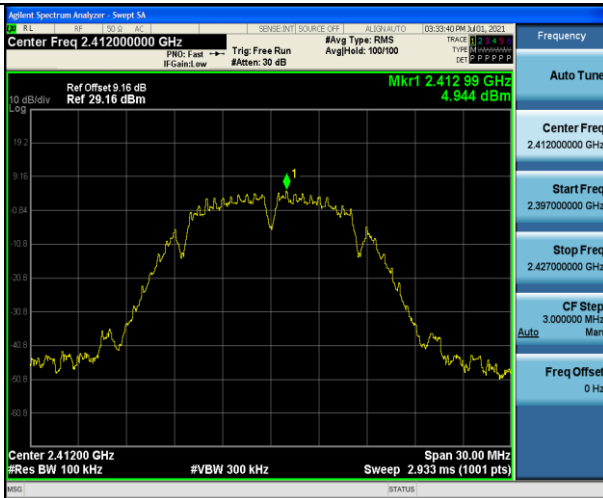 Agilent Spectrum Analyzer - Swept SA
RL RF 50 Ω AC SENSE:INT SOURCE OFF ALIGNAUTO 03:33:40 PM Jul 01, 2021
Center Freq 2.412000000 GHz
PNO: Fast
IFGain:Low
Trig: Free Run
#Atten: 30 dB
#Avg Type: RMS
Avg|Hold: 100/100
TRACE 1 2 3 4 5 6
TYPE M W W W W W
DET P P P P P P
Ref Offset 9.16 dB
Ref 29.16 dBm
10 dB/div
Log
Mkr1 2.412 99 GHz
4.944 dBm
19.2
9.16
-0.84
-10.8
-20.8
-30.8
-40.8
-50.8
-60.8
1
Center 2.41200 GHz
Span 30.00 MHz
#Res BW 100 kHz
#VBW 300 kHz
Sweep 2.933 ms (1001 pts)
MSG
STATUS
Frequency
Auto Tune
Center Freq
2.412000000 GHz
Start Freq
2.397000000 GHz
Stop Freq
2.427000000 GHz
CF Step
3.000000 MHz
Auto Man
Freq Offset
0 Hz